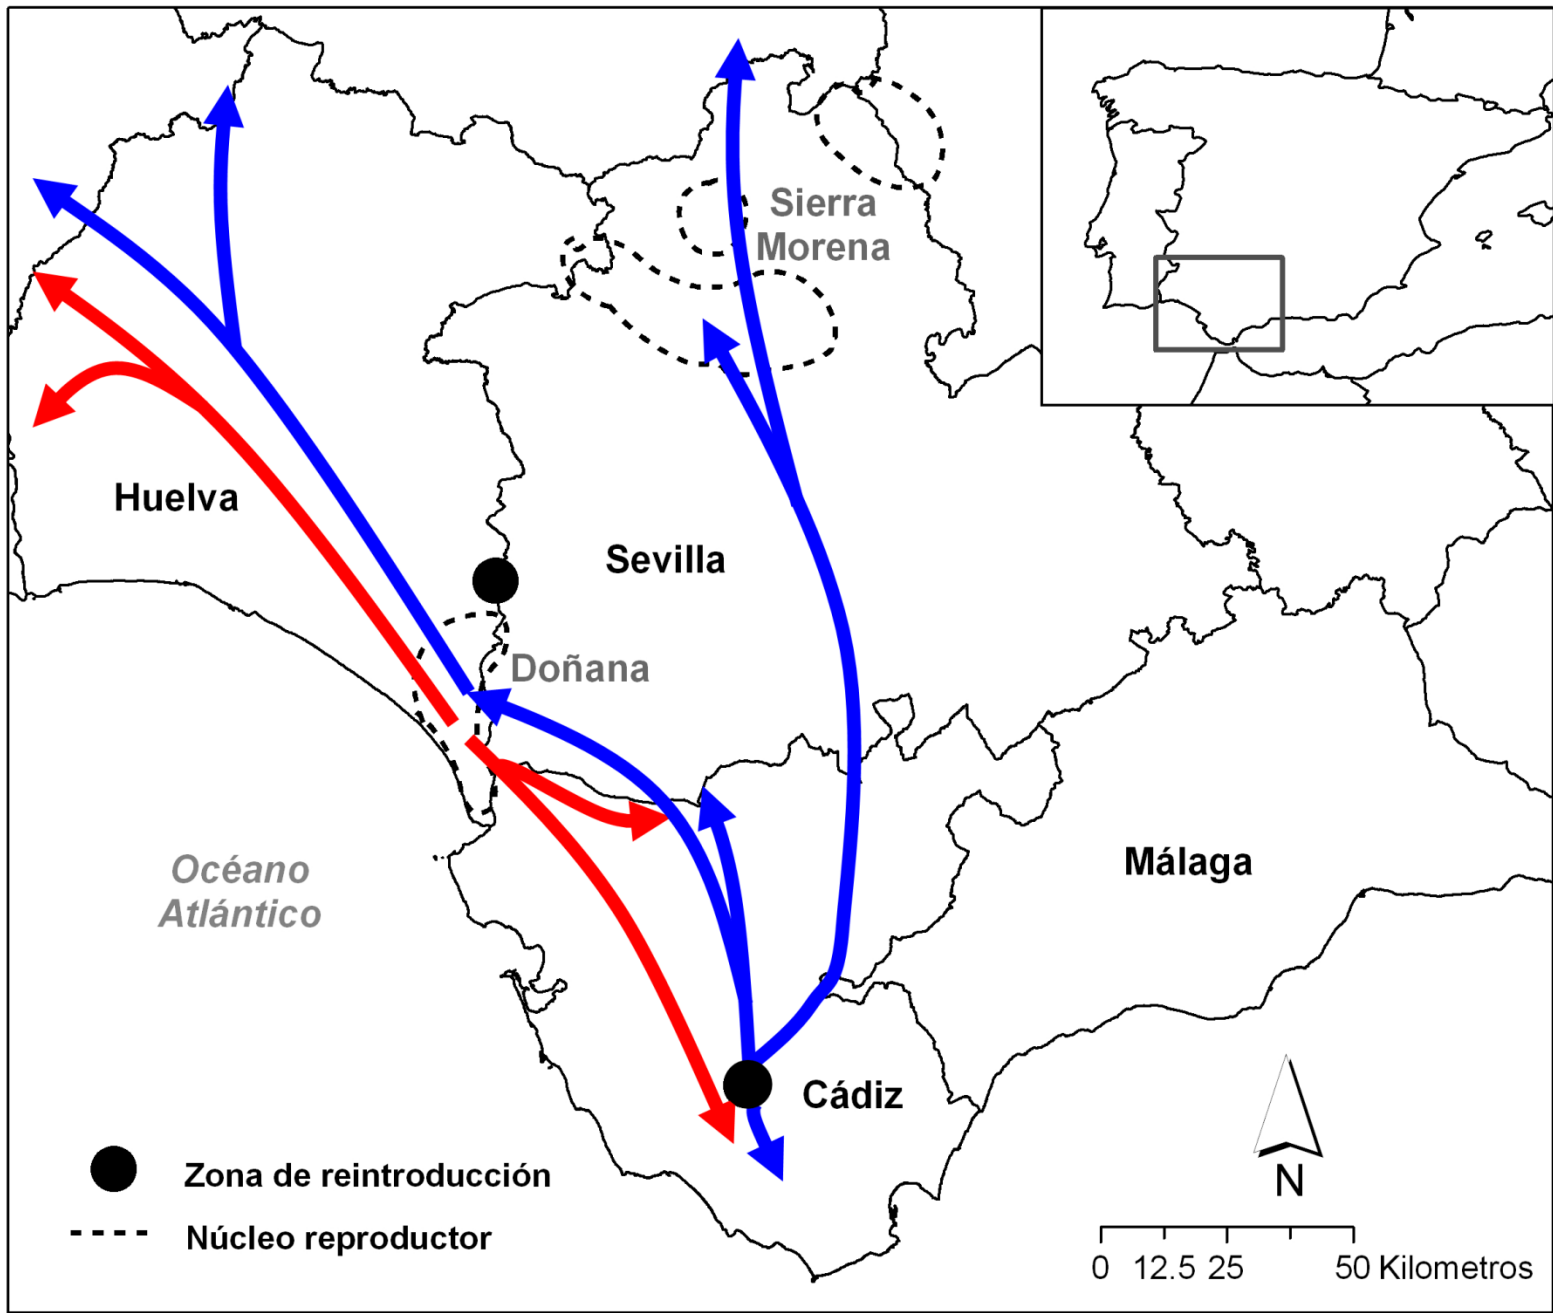 Sierra
Morena
Huelva
Sevilla
Doñana
Océano
Atlántico
Málaga
Cádiz
Zona de reintroducción
Núcleo reproductor
N
0 12.5 25 50 Kilometros